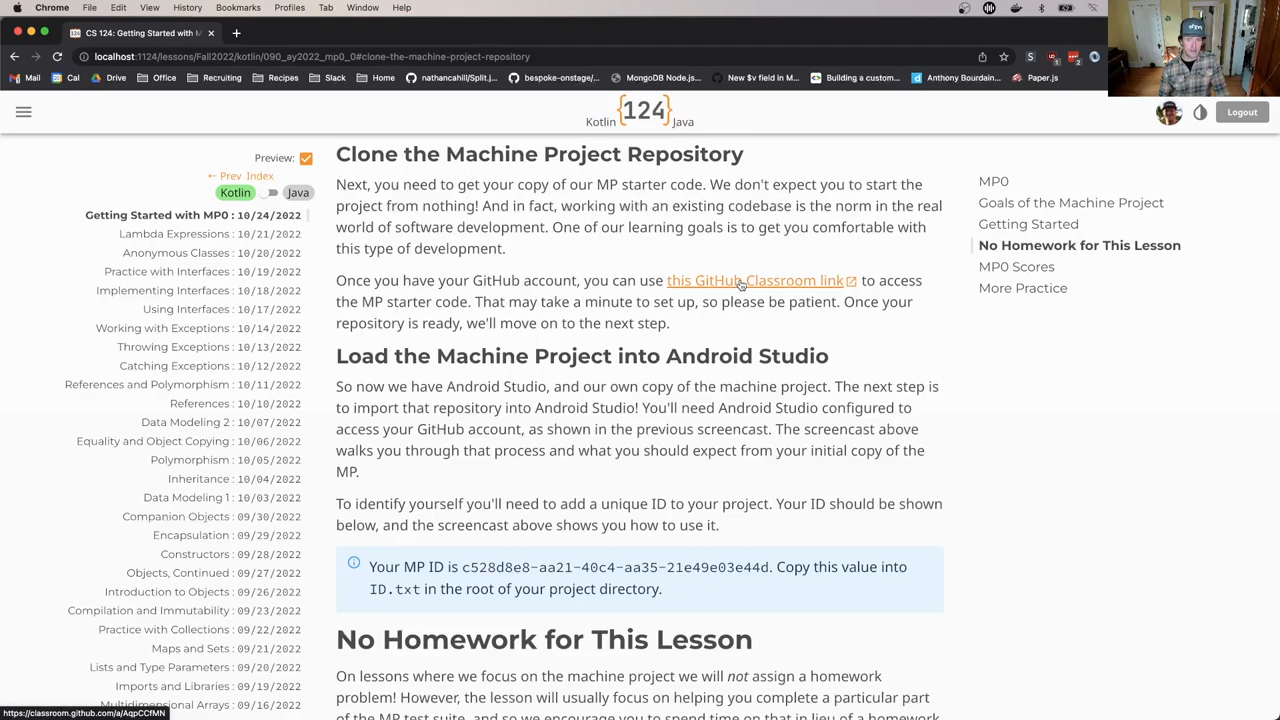 Chrome File Edit View History Bookmarks Profiles Tab Window Help
CS 124: Getting Started with M
localhost:1124/lessons/Fall2022/kotlin/090_ay2022_mp0_0#clone-the-machine-project-repository
Mail Cal Drive Office Recruiting Recipes Slack Home nathancahill/Split.j... bespoke-onstage/... MongoDB Node.js... New $v field in M... Building a custom... Anthony Bourdain... Paper.js
Kotlin {124} Java
Logout
Preview:
← Prev Index
Kotlin Java
Getting Started with MP0 : 10/24/2022
Lambda Expressions : 10/21/2022
Anonymous Classes : 10/20/2022
Practice with Interfaces : 10/19/2022
Implementing Interfaces : 10/18/2022
Using Interfaces : 10/17/2022
Working with Exceptions : 10/14/2022
Throwing Exceptions : 10/13/2022
Catching Exceptions : 10/12/2022
References and Polymorphism : 10/11/2022
References : 10/10/2022
Data Modeling 2 : 10/07/2022
Equality and Object Copying : 10/06/2022
Polymorphism : 10/05/2022
Inheritance : 10/04/2022
Data Modeling 1 : 10/03/2022
Companion Objects : 09/30/2022
Encapsulation : 09/29/2022
Constructors : 09/28/2022
Objects, Continued : 09/27/2022
Introduction to Objects : 09/26/2022
Compilation and Immutability : 09/23/2022
Practice with Collections : 09/22/2022
Maps and Sets : 09/21/2022
Lists and Type Parameters : 09/20/2022
Imports and Libraries : 09/19/2022
Multidimensional Arrays : 09/16/2022
https://classroom.github.com/a/AqpCCfMN
Clone the Machine Project Repository
Next, you need to get your copy of our MP starter code. We don't expect you to start the
project from nothing! And in fact, working with an existing codebase is the norm in the real
world of software development. One of our learning goals is to get you comfortable with
this type of development.
Once you have your GitHub account, you can use this GitHub Classroom link to access
the MP starter code. That may take a minute to set up, so please be patient. Once your
repository is ready, we'll move on to the next step.
Load the Machine Project into Android Studio
So now we have Android Studio, and our own copy of the machine project. The next step is
to import that repository into Android Studio! You'll need Android Studio configured to
access your GitHub account, as shown in the previous screencast. The screencast above
walks you through that process and what you should expect from your initial copy of the
MP.
To identify yourself you'll need to add a unique ID to your project. Your ID should be shown
below, and the screencast above shows you how to use it.
Your MP ID is c528d8e8-aa21-40c4-aa35-21e49e03e44d. Copy this value into
ID.txt in the root of your project directory.
No Homework for This Lesson
On lessons where we focus on the machine project we will not assign a homework
problem! However, the lesson will usually focus on helping you complete a particular part
of the MP test suite, and so we encourage you to spend time on that in lieu of a homework
MP0
Goals of the Machine Project
Getting Started
No Homework for This Lesson
MP0 Scores
More Practice